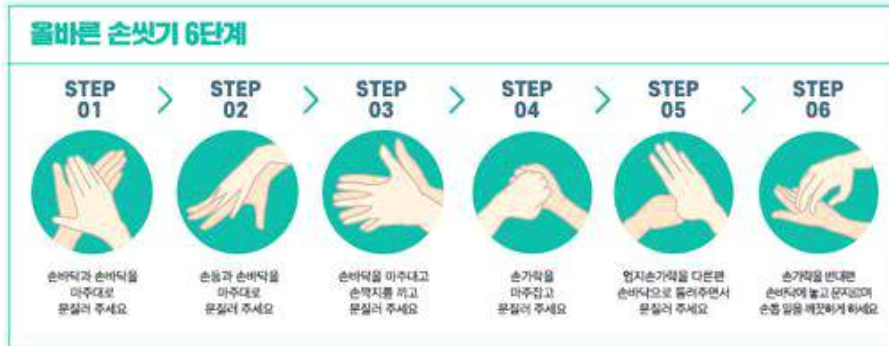 올바른 손씻기 6단계
STEP
01
STEP
02
STEP
03
STEP
04
STEP
05
STEP
06
손바닥과 손바닥을
마주대로
문질러 주세요
손등과 손바닥을
마주대로
문질러 주세요
손바닥을 마주대고
손깍지를 끼고
문질러 주세요
손가락을
마주잡고
문질러 주세요
엄지손가락을 다른편
손바닥으로 돌려주면서
문질러 주세요
손가락을 반대편
손바닥에 놓고 문지르며
손톱 밑을 깨끗하게 하세요